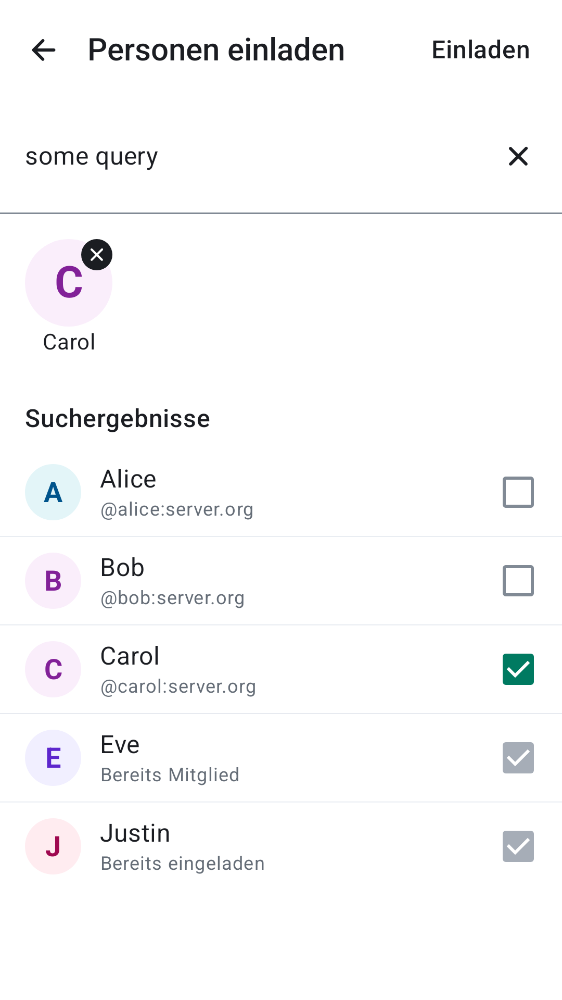 Personen einladen Einladen
some query
C
Carol
Suchergebnisse
A Alice
@alice:server.org
B Bob
@bob:server.org
C Carol
@carol:server.org
E Eve
Bereits Mitglied
J Justin
Bereits eingeladen